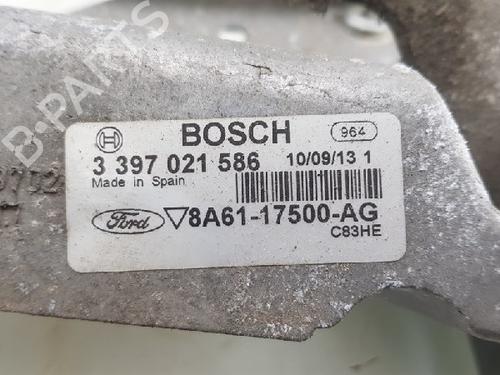 B-PARTS
BOSCH 964
3 397 021 586 10/09/13 1
Made in Spain
Ford 8A61-17500-AG
C83HE